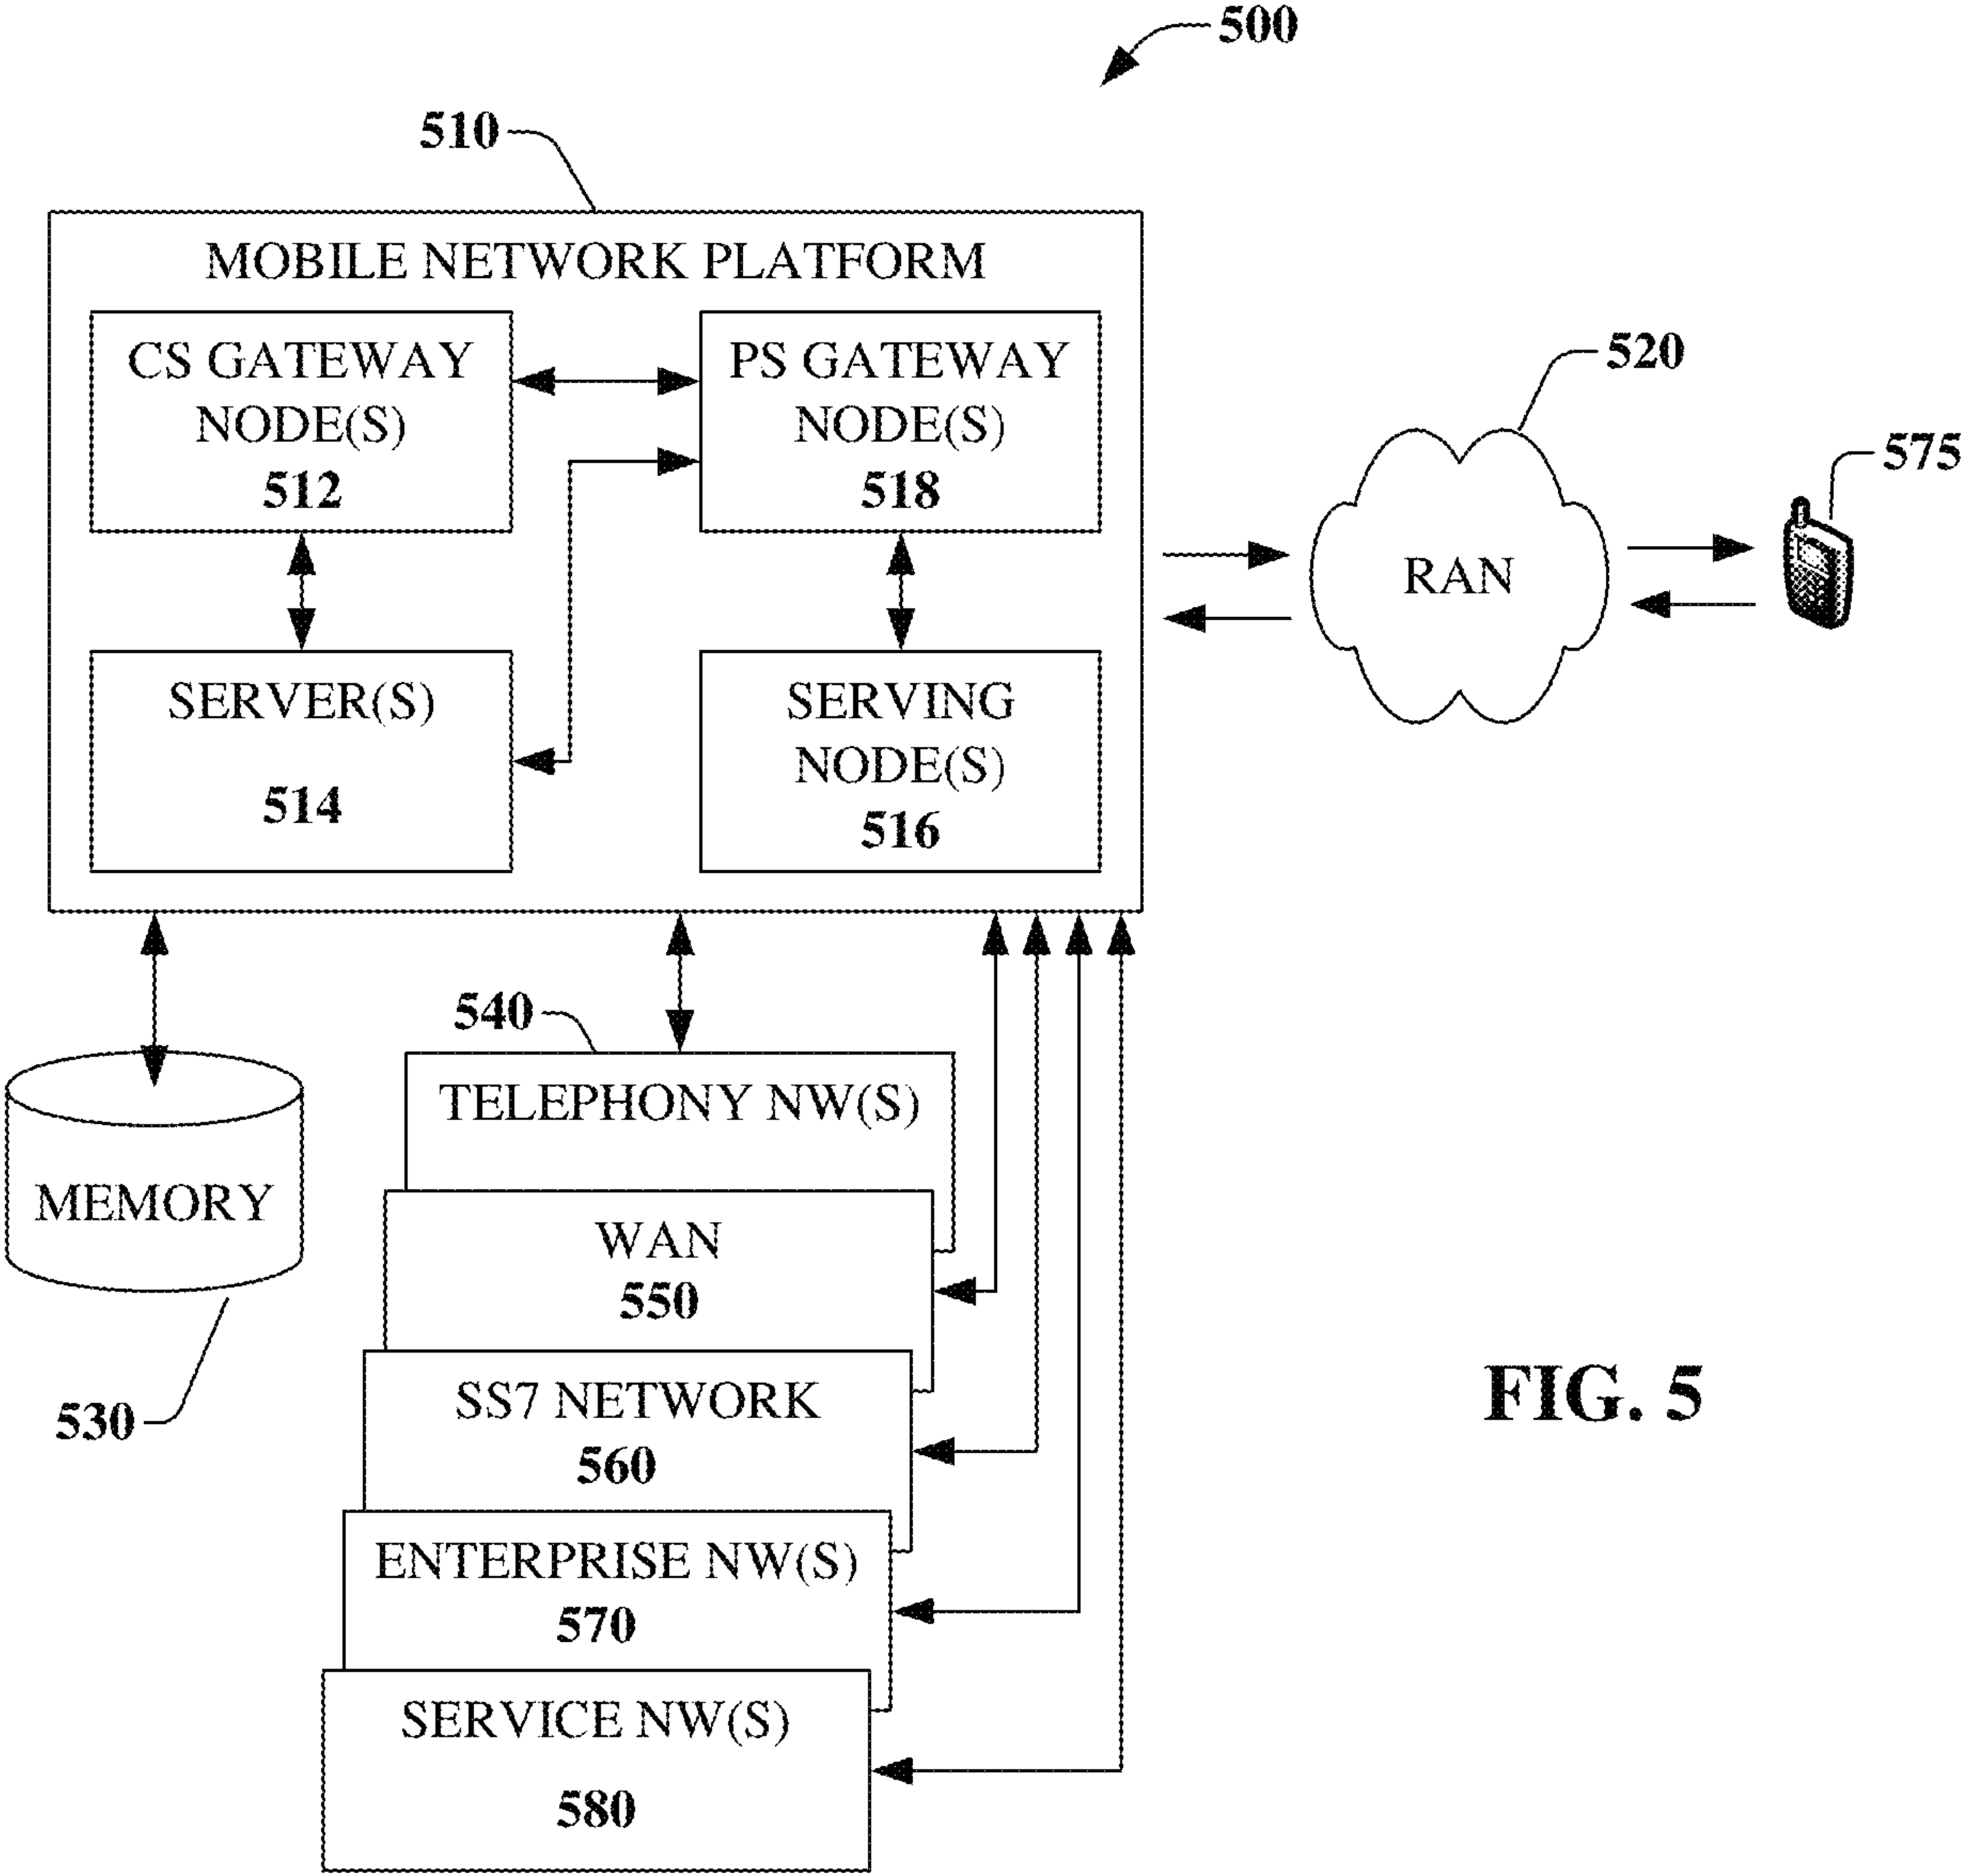 500
510
MOBILE NETWORK PLATFORM
CS GATEWAY
NODE(S)
512
PS GATEWAY
NODE(S)
518
SERVER(S)
514
SERVING
NODE(S)
516
520
RAN
575
540
TELEPHONY NW(S)
MEMORY
530
WAN
550
SS7 NETWORK
560
ENTERPRISE NW(S)
570
SERVICE NW(S)
580
FIG. 5